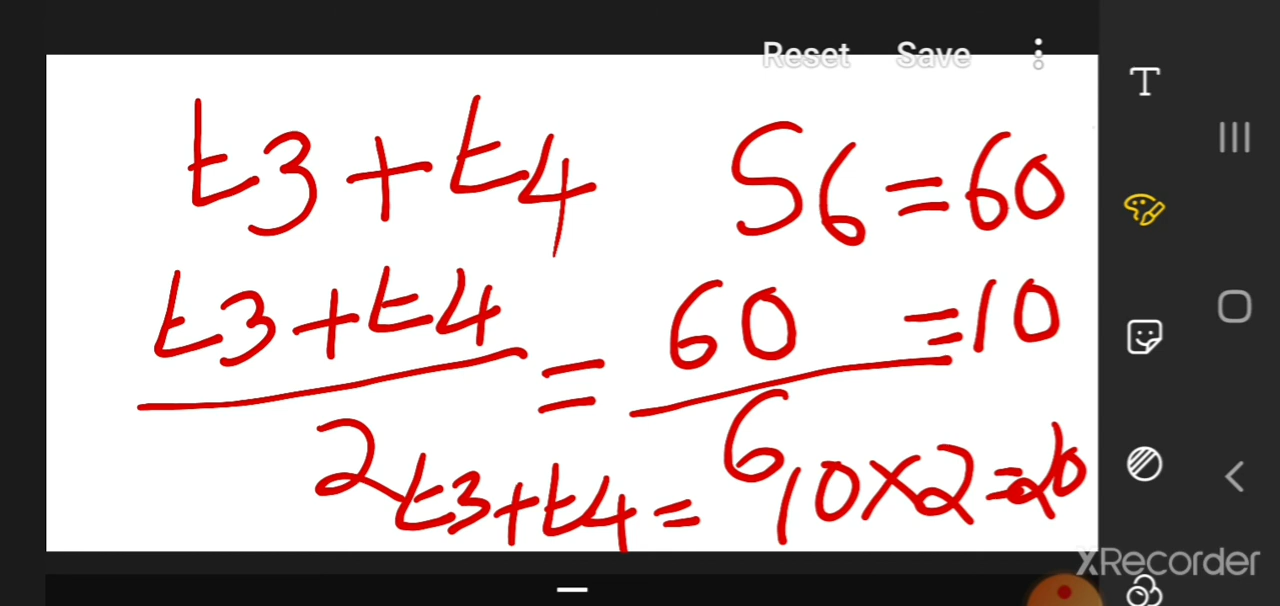 Reset Save
t3+t4 S6=60
t3+t4 = 60 =10
2 6
t3+t4= 10×2=20
T
XRecorder